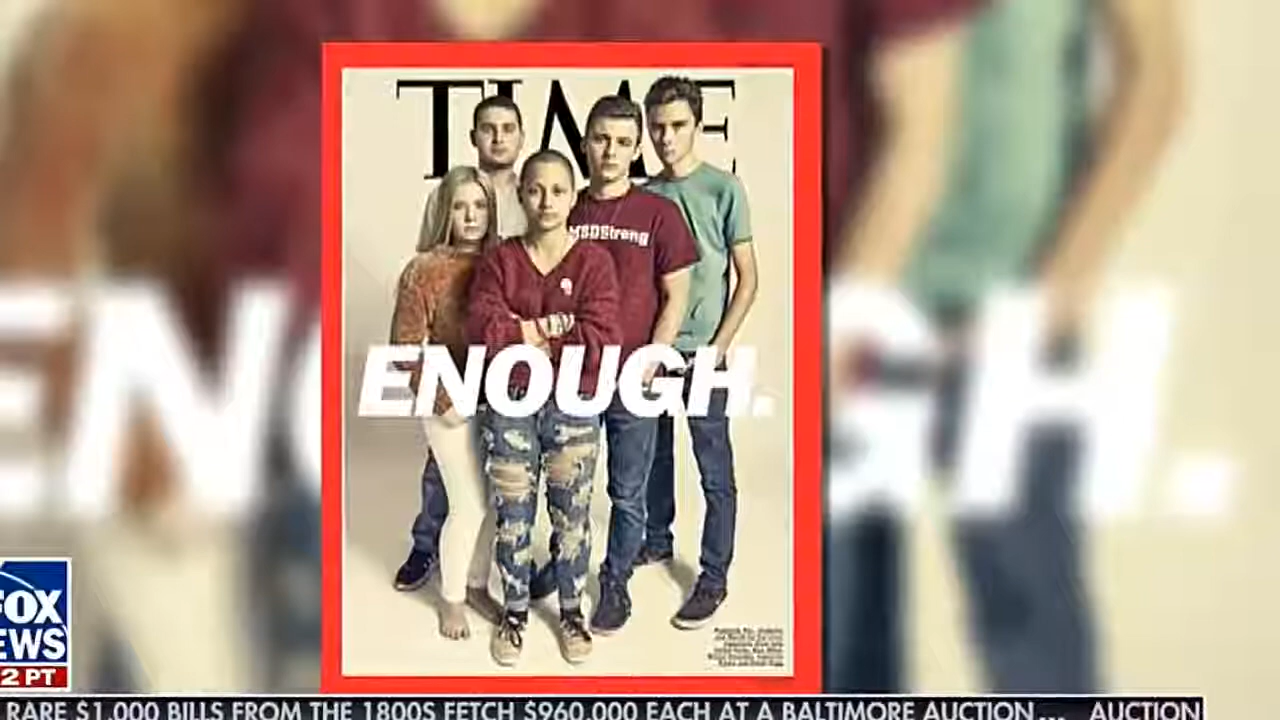 TIME
MSDStrong
ENOUGH.
FOX
NEWS
2 PT
RARE $1,000 BILLS FROM THE 1800S FETCH $960,000 EACH AT A BALTIMORE AUCTION... AUCTION